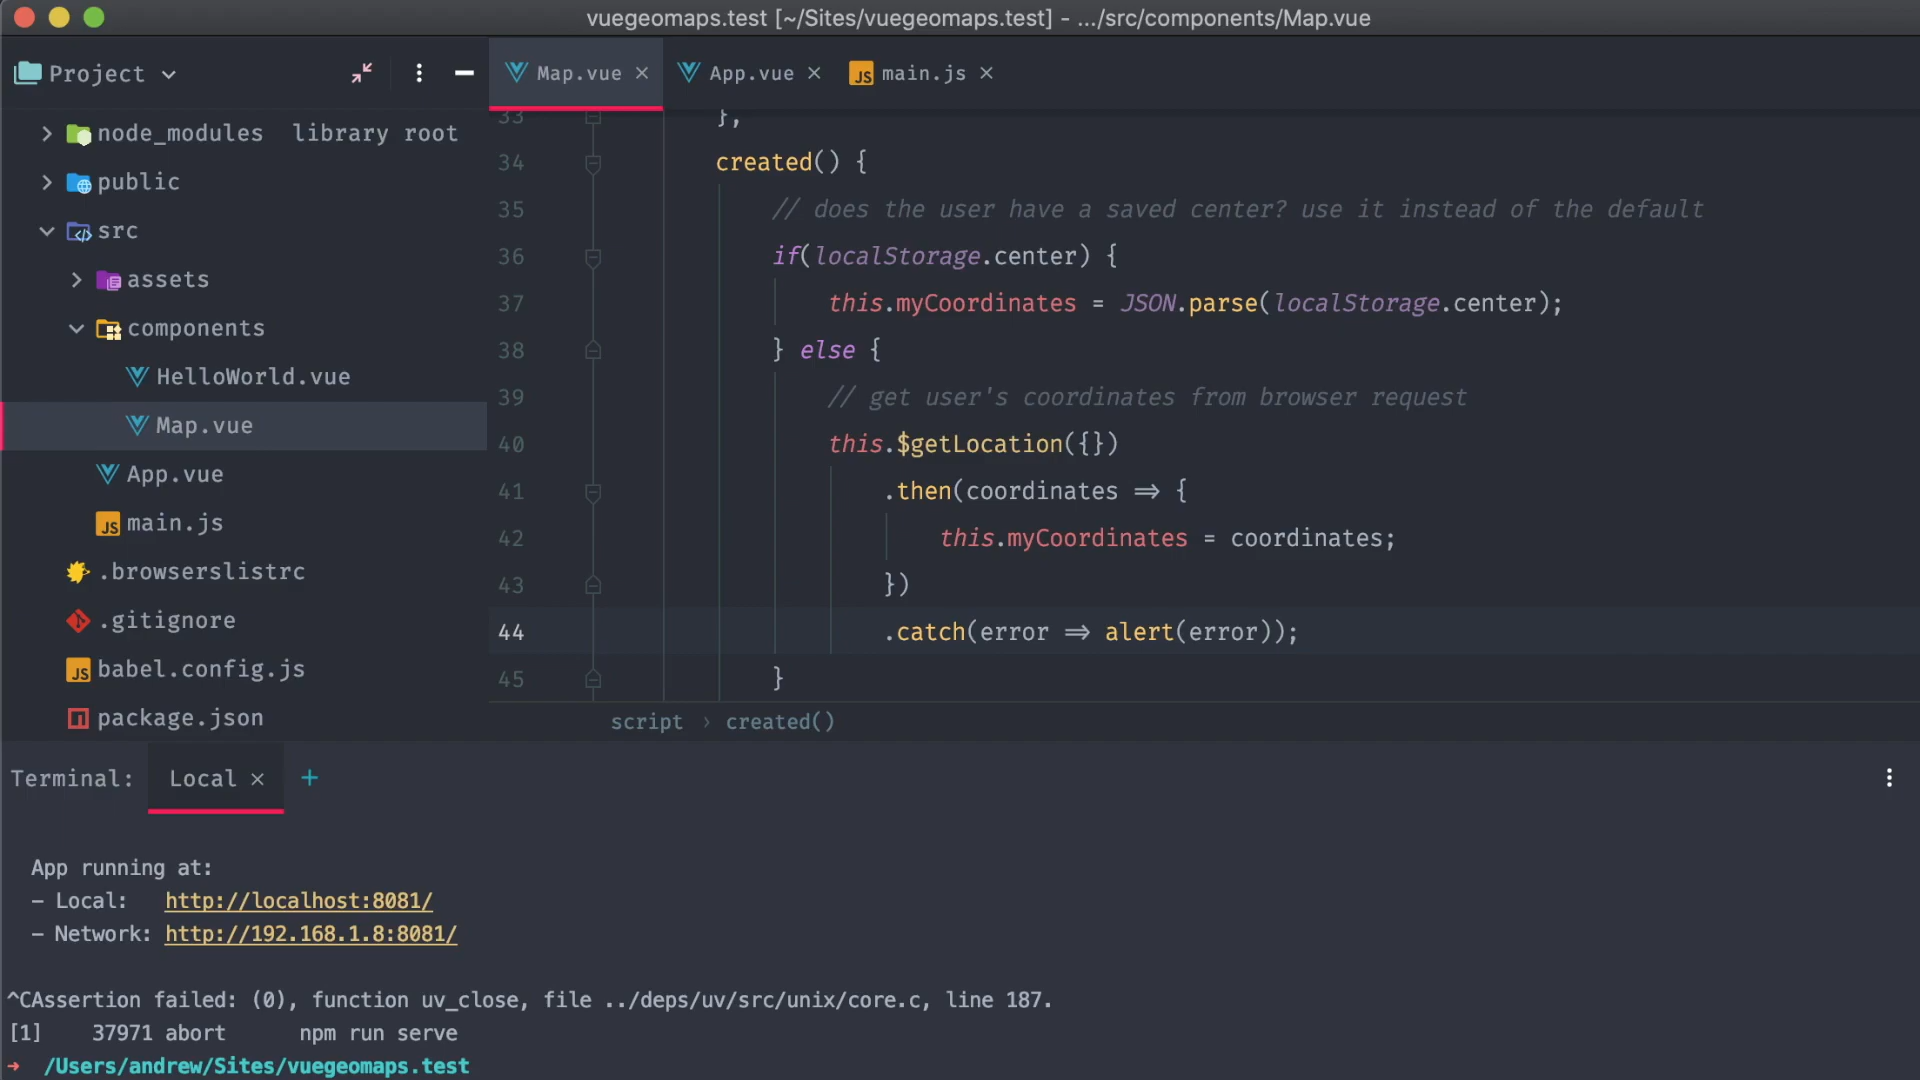 vuegeomaps.test [~/Sites/vuegeomaps.test] - .../src/components/Map.vue
Project
Map.vue
App.vue
JS main.js
node_modules library root
public
src
assets
components
HelloWorld.vue
Map.vue
App.vue
JS main.js
.browserslistrc
.gitignore
JS babel.config.js
package.json
33 },
34 created() {
35 // does the user have a saved center? use it instead of the default
36 if(localStorage.center) {
37 this.myCoordinates = JSON.parse(localStorage.center);
38 } else {
39 // get user's coordinates from browser request
40 this.$getLocation({})
41 .then(coordinates ⇒ {
42 this.myCoordinates = coordinates;
43 })
44 .catch(error ⇒ alert(error));
45 }
script › created()
Terminal: Local × +
App running at:
- Local: http://localhost:8081/
- Network: http://192.168.1.8:8081/
^CAssertion failed: (0), function uv_close, file ../deps/uv/src/unix/core.c, line 187.
[1] 37971 abort npm run serve
→ /Users/andrew/Sites/vuegeomaps.test